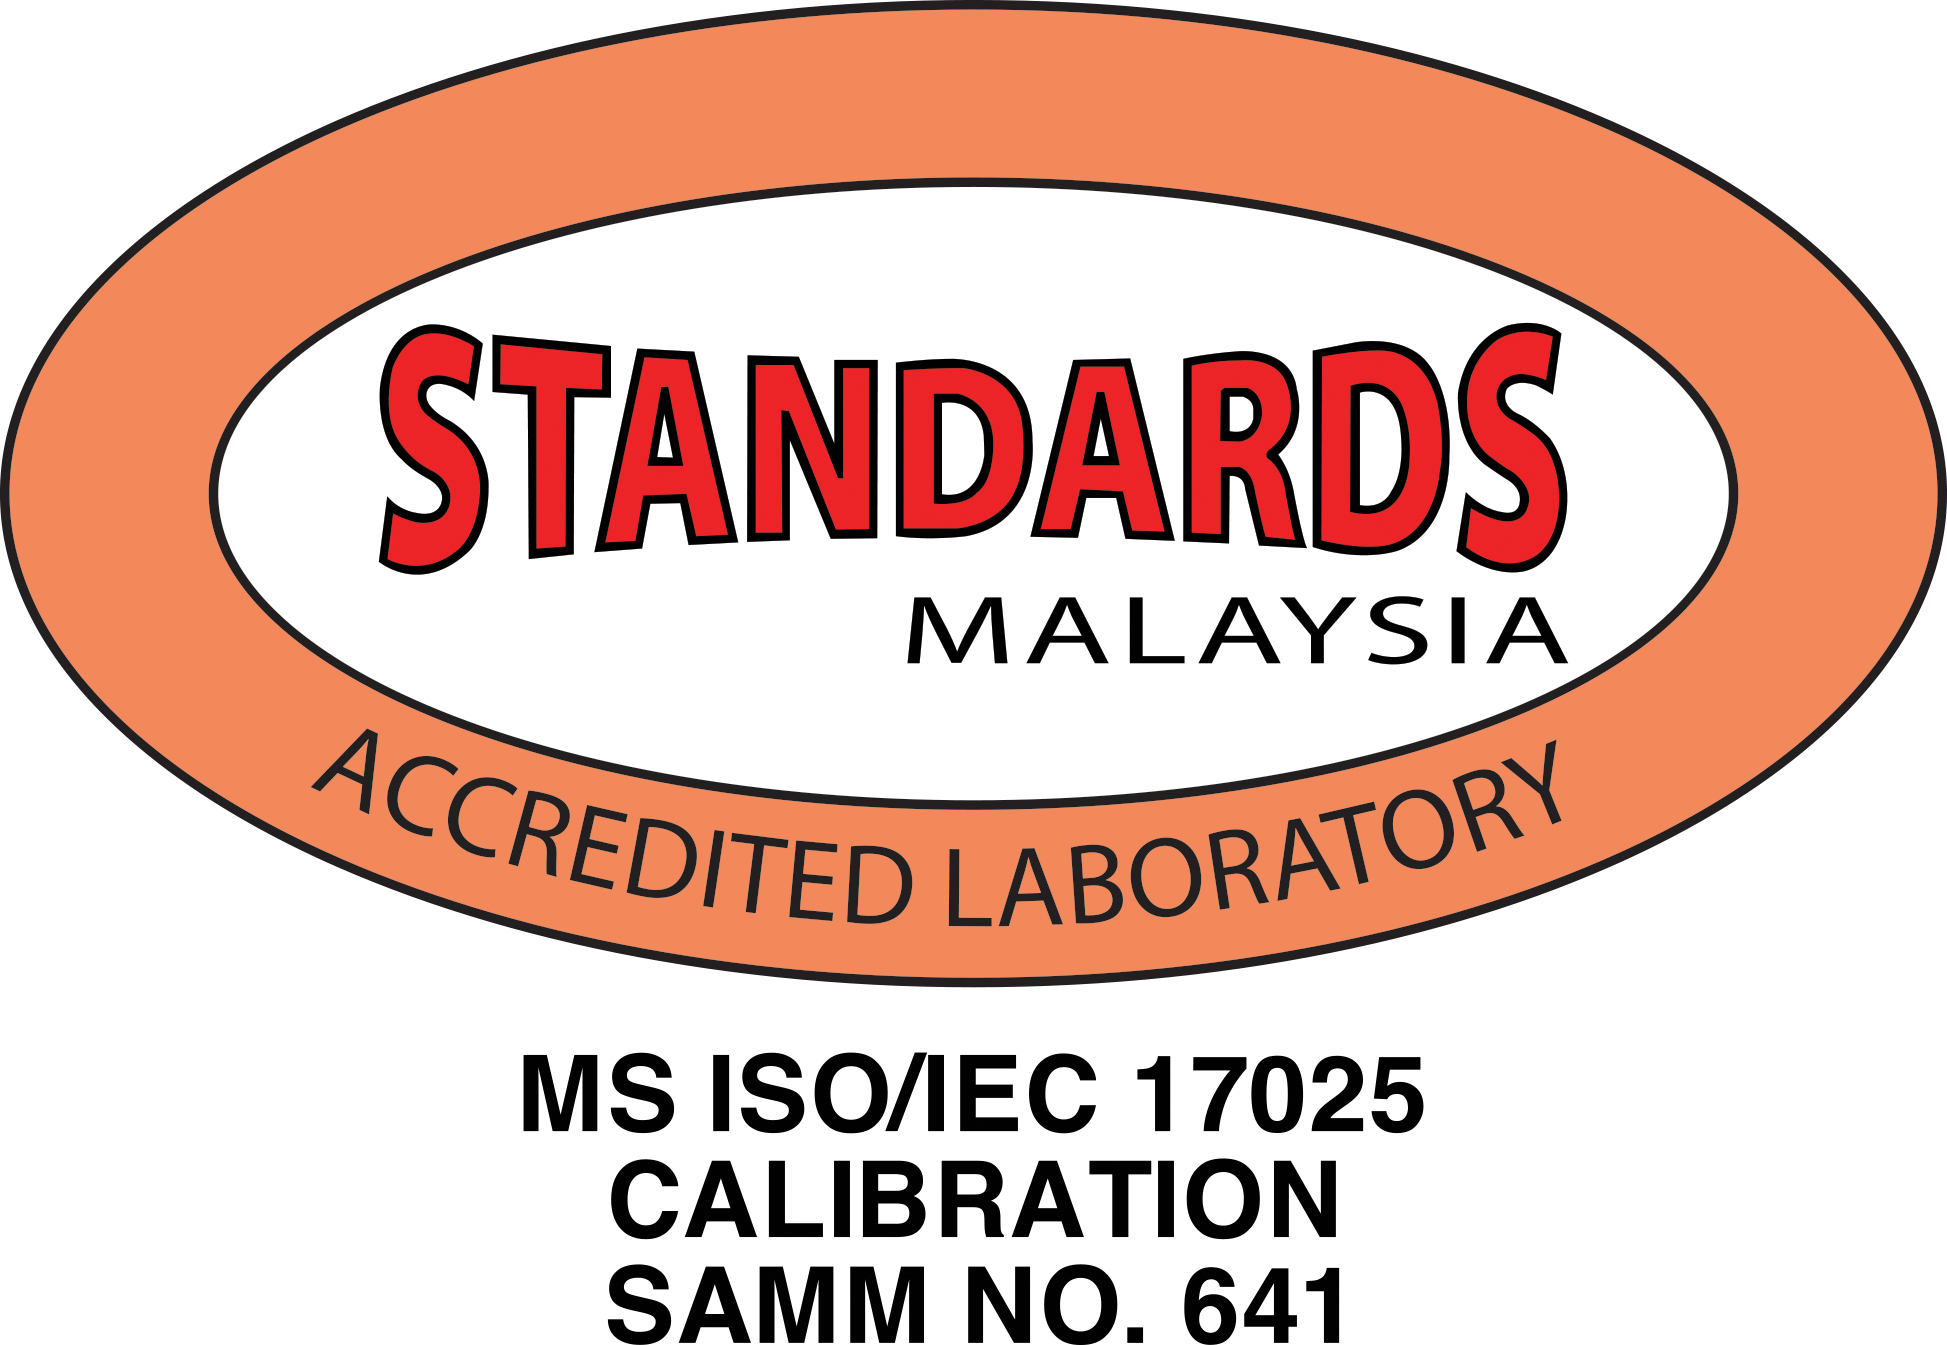 STANDARDS
MALAYSIA
ACCREDITED LABORATORY
MS ISO/IEC 17025
CALIBRATION
SAMM NO. 641